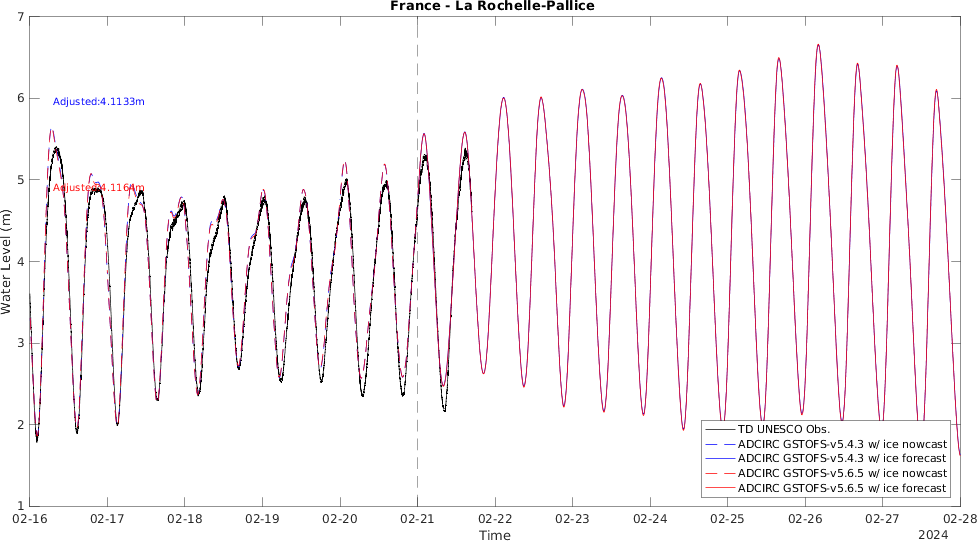 France - La Rochelle-Pallice
7
6
5
4
3
2
1
Water Level (m)
Adjusted:4.1133m
Adjusted:4.1164m
TD UNESCO Obs.
ADCIRC GSTOFS-v5.4.3 w/ ice nowcast
ADCIRC GSTOFS-v5.4.3 w/ ice forecast
ADCIRC GSTOFS-v5.6.5 w/ ice nowcast
ADCIRC GSTOFS-v5.6.5 w/ ice forecast
02-16 02-17 02-18 02-19 02-20 02-21 02-22 02-23 02-24 02-25 02-26 02-27 02-28
Time
2024